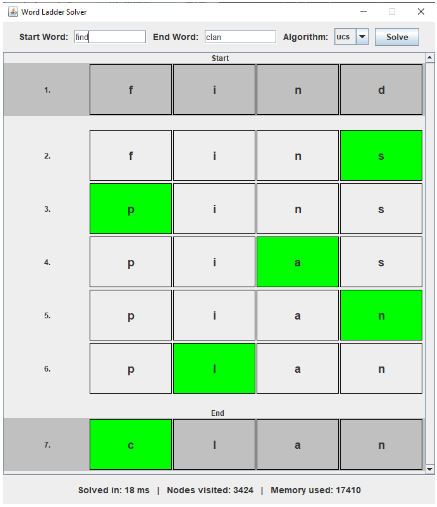 Word Ladder Solver
Start Word: find End Word: clan Algorithm: ucs Solve
Start
1. f i n d
2. f i n s
3. p i n s
4. p i a s
5. p i a n
6. p l a n
End
7. c l a n
Solved in: 18 ms | Nodes visited: 3424 | Memory used: 17410